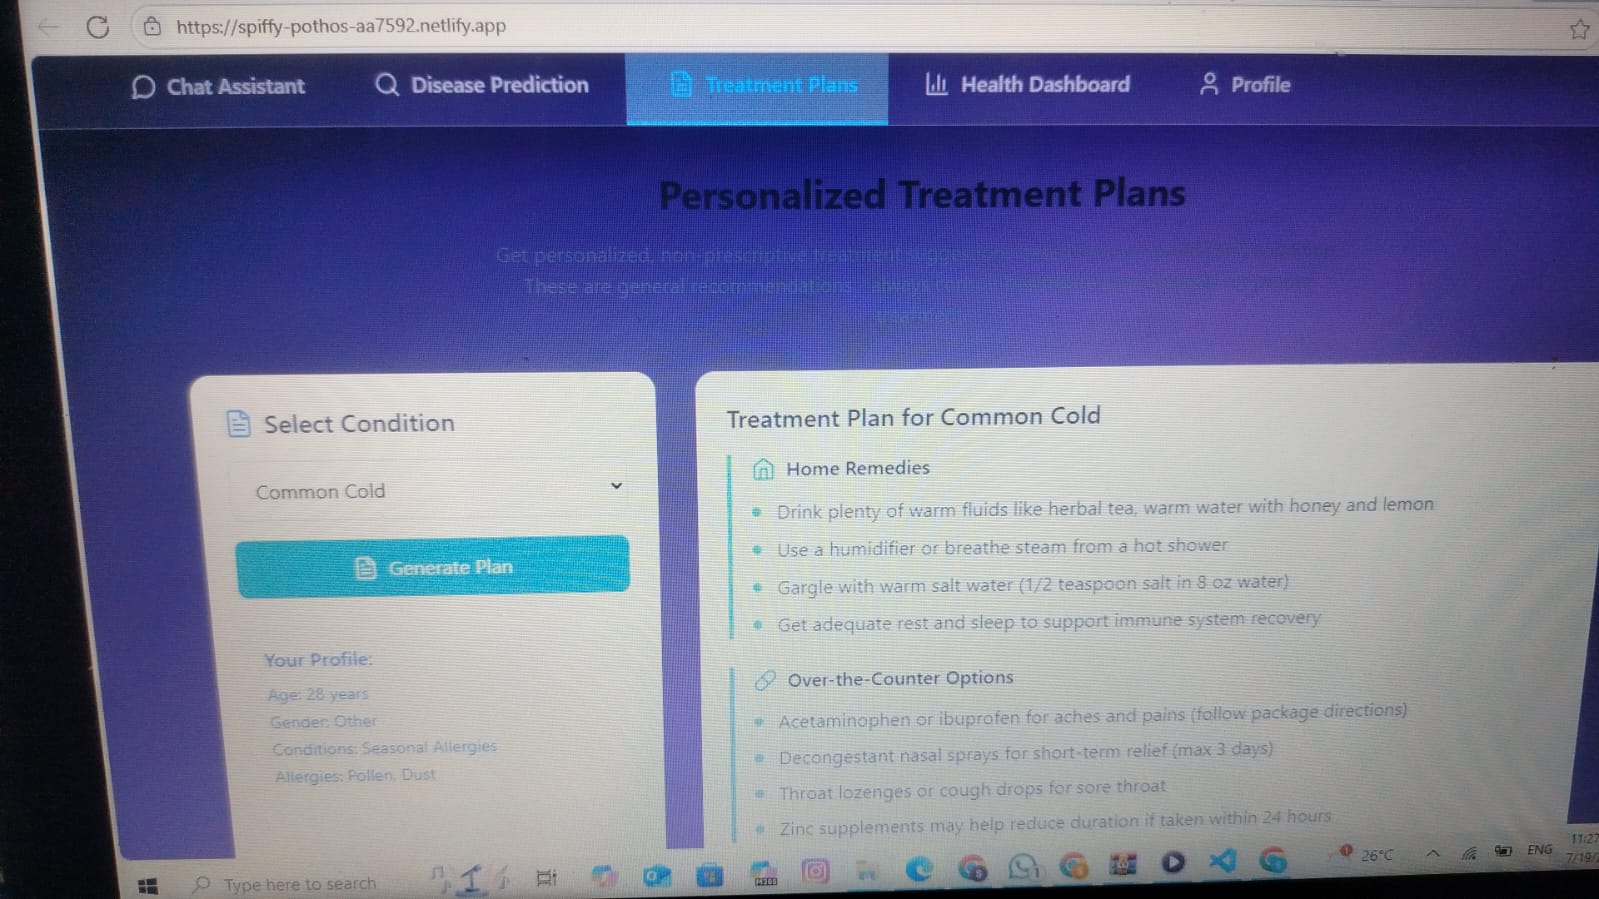 https://spiffy-pothos-aa7592.netlify.app
Chat Assistant
Disease Prediction
Treatment Plans
Health Dashboard
Profile
Personalized Treatment Plans
Get personalized, non-prescriptive treatment
These are general recommendations always
Select Condition
Common Cold
Generate Plan
Your Profile:
Age: 28 years
Gender: Other
Conditions: Seasonal Allergies
Allergies: Pollen, Dust
Treatment Plan for Common Cold
Home Remedies
Drink plenty of warm fluids like herbal tea, warm water with honey and lemon
Use a humidifier or breathe steam from a hot shower
Gargle with warm salt water (1/2 teaspoon salt in 8 oz water)
Get adequate rest and sleep to support immune system recovery
Over-the-Counter Options
Acetaminophen or ibuprofen for aches and pains (follow package directions)
Decongestant nasal sprays for short-term relief (max 3 days)
Throat lozenges or cough drops for sore throat
Zinc supplements may help reduce duration if taken within 24 hours
Type here to search
26°C
ENG
11:27
7/19/